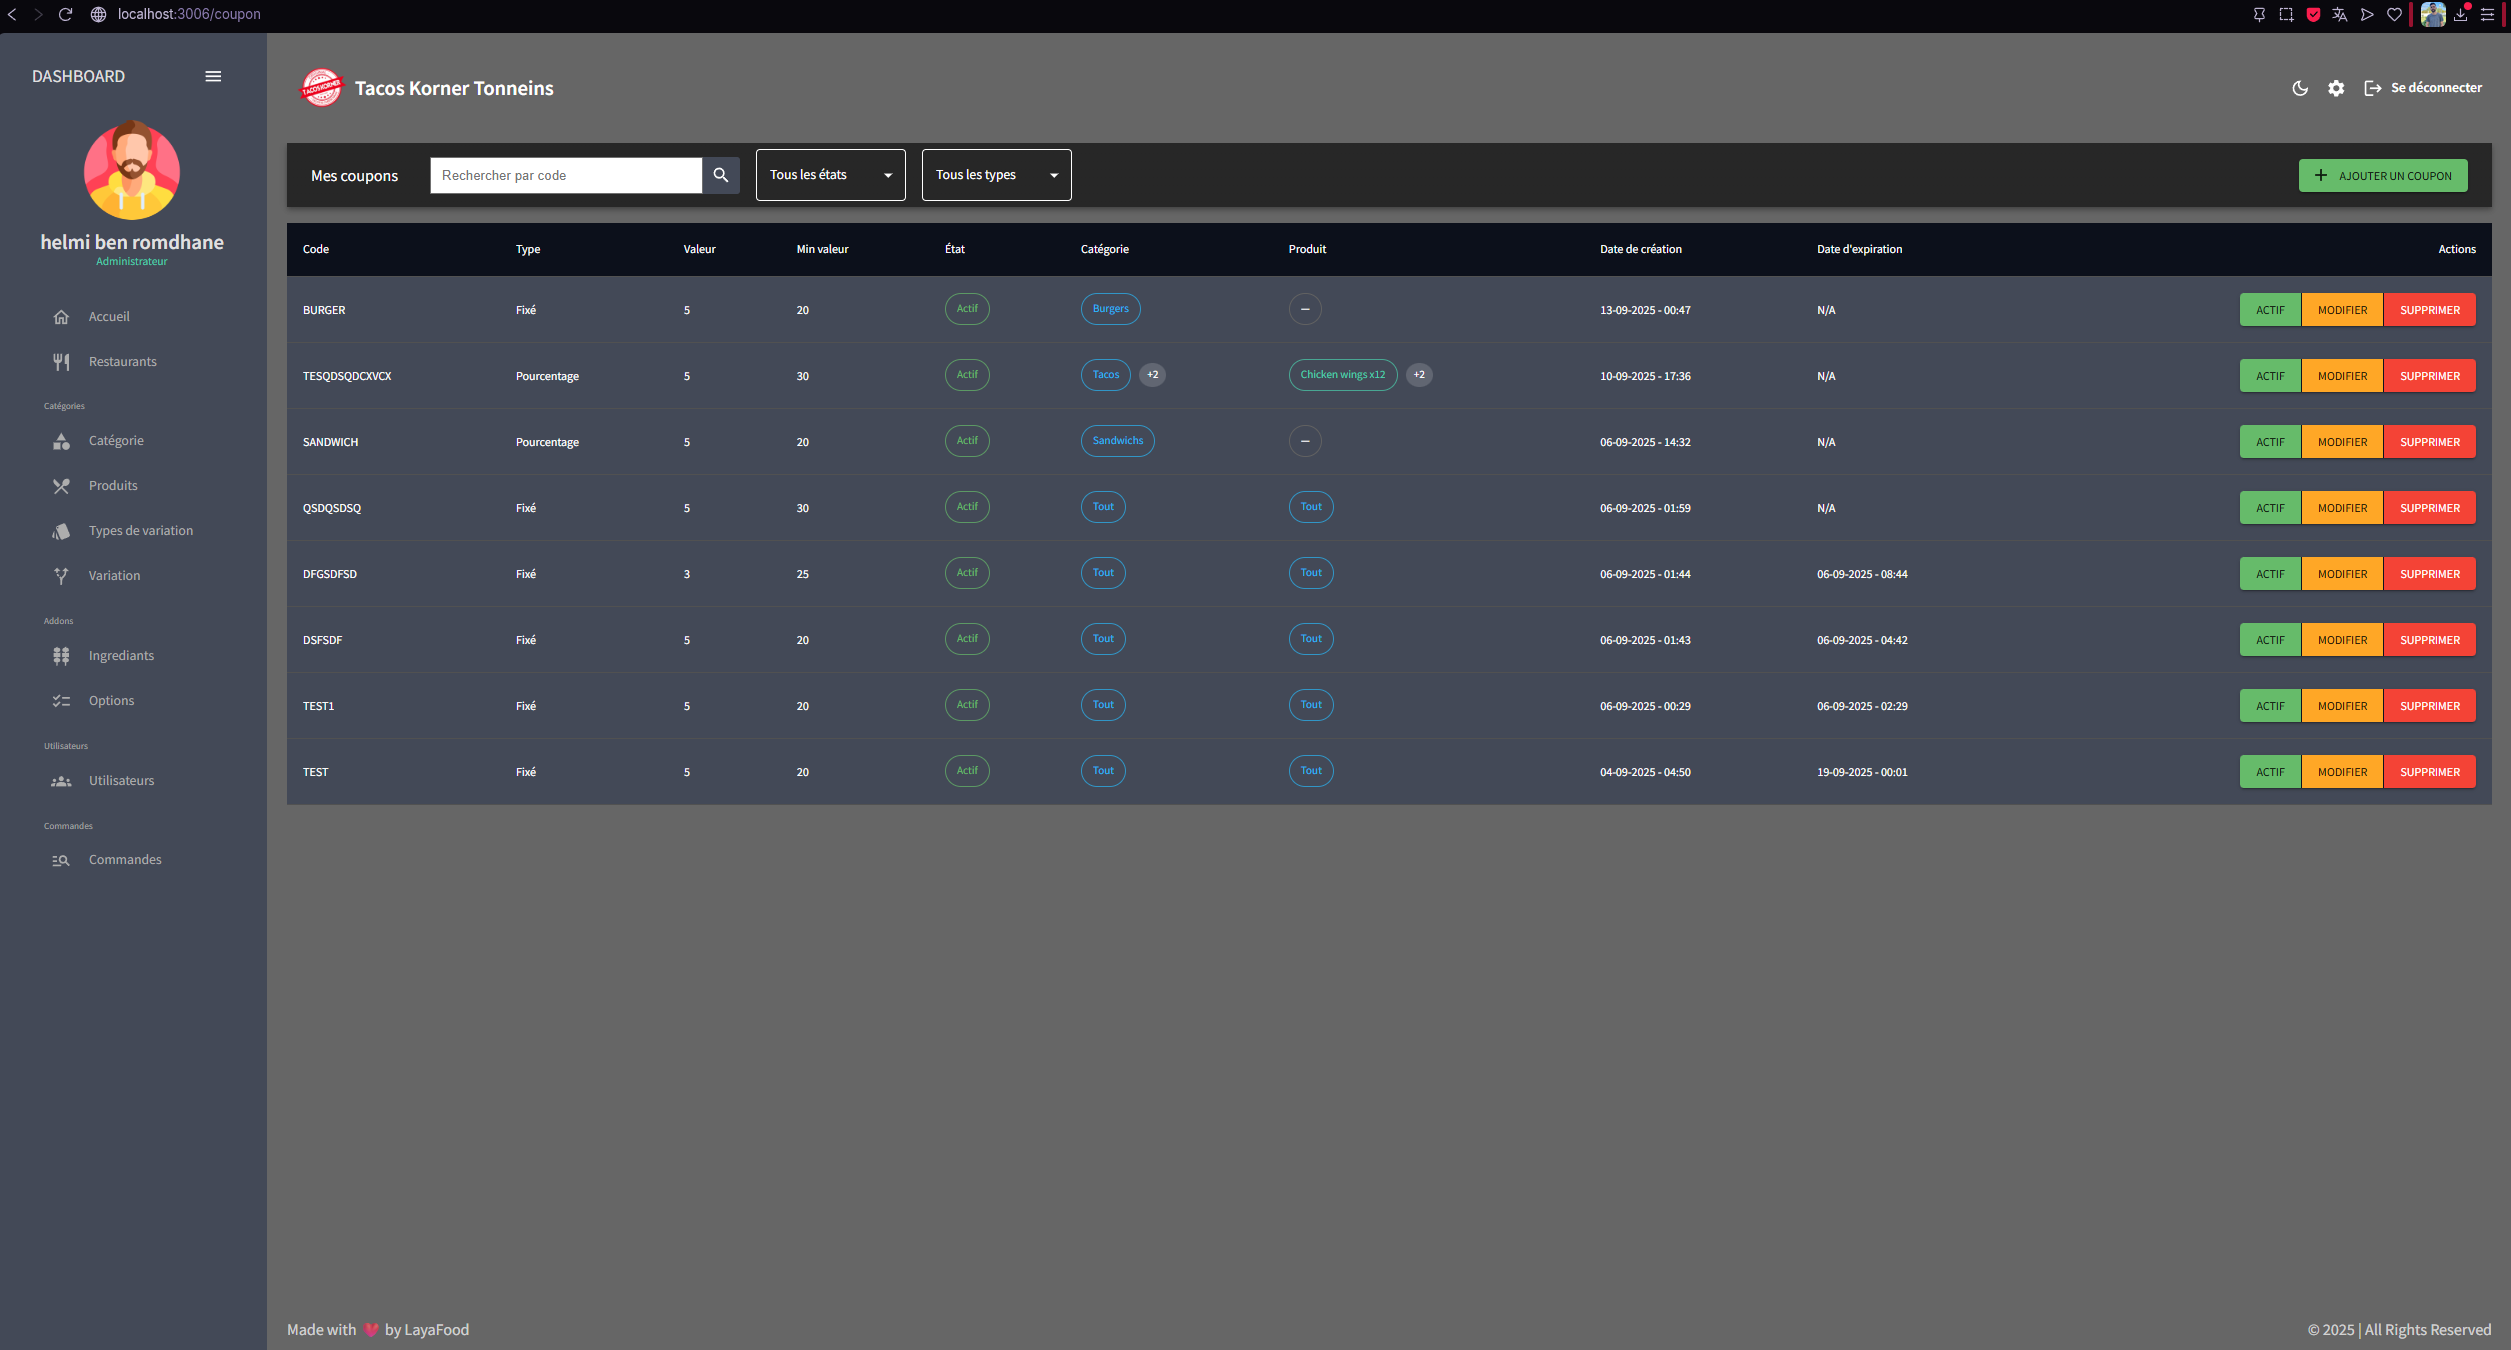 localhost:3006/coupon
DASHBOARD
TACOSKORNER
Tacos Korner Tonneins
Se déconnecter
helmi ben romdhane
Administrateur
Accueil
Restaurants
Catégories
Catégorie
Produits
Types de variation
Variation
Addons
Ingrediants
Options
Utilisateurs
Utilisateurs
Commandes
Commandes
Mes coupons Rechercher par code Tous les états Tous les types AJOUTER UN COUPON
Code Type Valeur Min valeur État Catégorie Produit Date de création Date d'expiration Actions
BURGER Fixé 5 20 Actif Burgers — 13-09-2025 - 00:47 N/A ACTIF MODIFIER SUPPRIMER
TESQDSQDCXVCX Pourcentage 5 30 Actif Tacos +2 Chicken wings x12 +2 10-09-2025 - 17:36 N/A ACTIF MODIFIER SUPPRIMER
SANDWICH Pourcentage 5 20 Actif Sandwichs — 06-09-2025 - 14:32 N/A ACTIF MODIFIER SUPPRIMER
QSDQSDSQ Fixé 5 30 Actif Tout Tout 06-09-2025 - 01:59 N/A ACTIF MODIFIER SUPPRIMER
DFGSDFSD Fixé 3 25 Actif Tout Tout 06-09-2025 - 01:44 06-09-2025 - 08:44 ACTIF MODIFIER SUPPRIMER
DSFSDF Fixé 5 20 Actif Tout Tout 06-09-2025 - 01:43 06-09-2025 - 04:42 ACTIF MODIFIER SUPPRIMER
TEST1 Fixé 5 20 Actif Tout Tout 06-09-2025 - 00:29 06-09-2025 - 02:29 ACTIF MODIFIER SUPPRIMER
TEST Fixé 5 20 Actif Tout Tout 04-09-2025 - 04:50 19-09-2025 - 00:01 ACTIF MODIFIER SUPPRIMER
Made with 💗 by LayaFood
© 2025 | All Rights Reserved